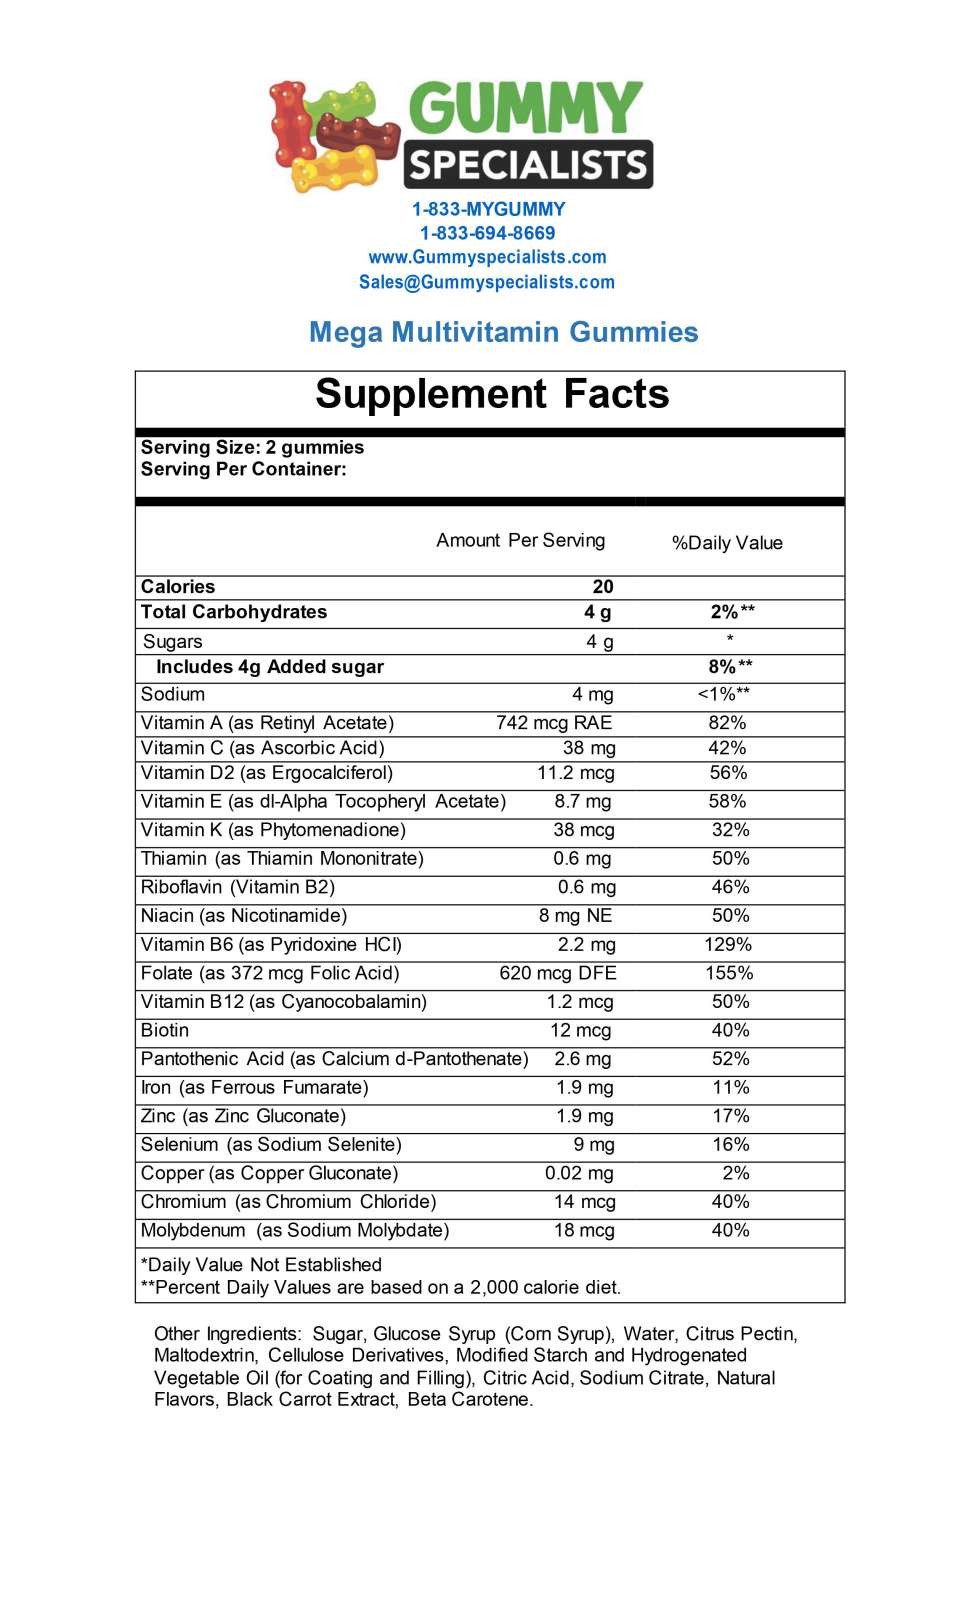 GUMMY
SPECIALISTS
1-833-MYGUMMY
1-833-694-8669
www.Gummyspecialists.com
Sales@Gummyspecialists.com
Mega Multivitamin Gummies
Supplement Facts
Serving Size: 2 gummies
Serving Per Container:
Amount Per Serving %Daily Value
Calories 20
Total Carbohydrates 4 g 2%**
Sugars 4 g *
Includes 4g Added sugar 8%**
Sodium 4 mg <1%**
Vitamin A (as Retinyl Acetate) 742 mcg RAE 82%
Vitamin C (as Ascorbic Acid) 38 mg 42%
Vitamin D2 (as Ergocalciferol) 11.2 mcg 56%
Vitamin E (as dl-Alpha Tocopheryl Acetate) 8.7 mg 58%
Vitamin K (as Phytomenadione) 38 mcg 32%
Thiamin (as Thiamin Mononitrate) 0.6 mg 50%
Riboflavin (Vitamin B2) 0.6 mg 46%
Niacin (as Nicotinamide) 8 mg NE 50%
Vitamin B6 (as Pyridoxine HCl) 2.2 mg 129%
Folate (as 372 mcg Folic Acid) 620 mcg DFE 155%
Vitamin B12 (as Cyanocobalamin) 1.2 mcg 50%
Biotin 12 mcg 40%
Pantothenic Acid (as Calcium d-Pantothenate) 2.6 mg 52%
Iron (as Ferrous Fumarate) 1.9 mg 11%
Zinc (as Zinc Gluconate) 1.9 mg 17%
Selenium (as Sodium Selenite) 9 mg 16%
Copper (as Copper Gluconate) 0.02 mg 2%
Chromium (as Chromium Chloride) 14 mcg 40%
Molybdenum (as Sodium Molybdate) 18 mcg 40%
*Daily Value Not Established
**Percent Daily Values are based on a 2,000 calorie diet.
Other Ingredients: Sugar, Glucose Syrup (Corn Syrup), Water, Citrus Pectin,
Maltodextrin, Cellulose Derivatives, Modified Starch and Hydrogenated
Vegetable Oil (for Coating and Filling), Citric Acid, Sodium Citrate, Natural
Flavors, Black Carrot Extract, Beta Carotene.